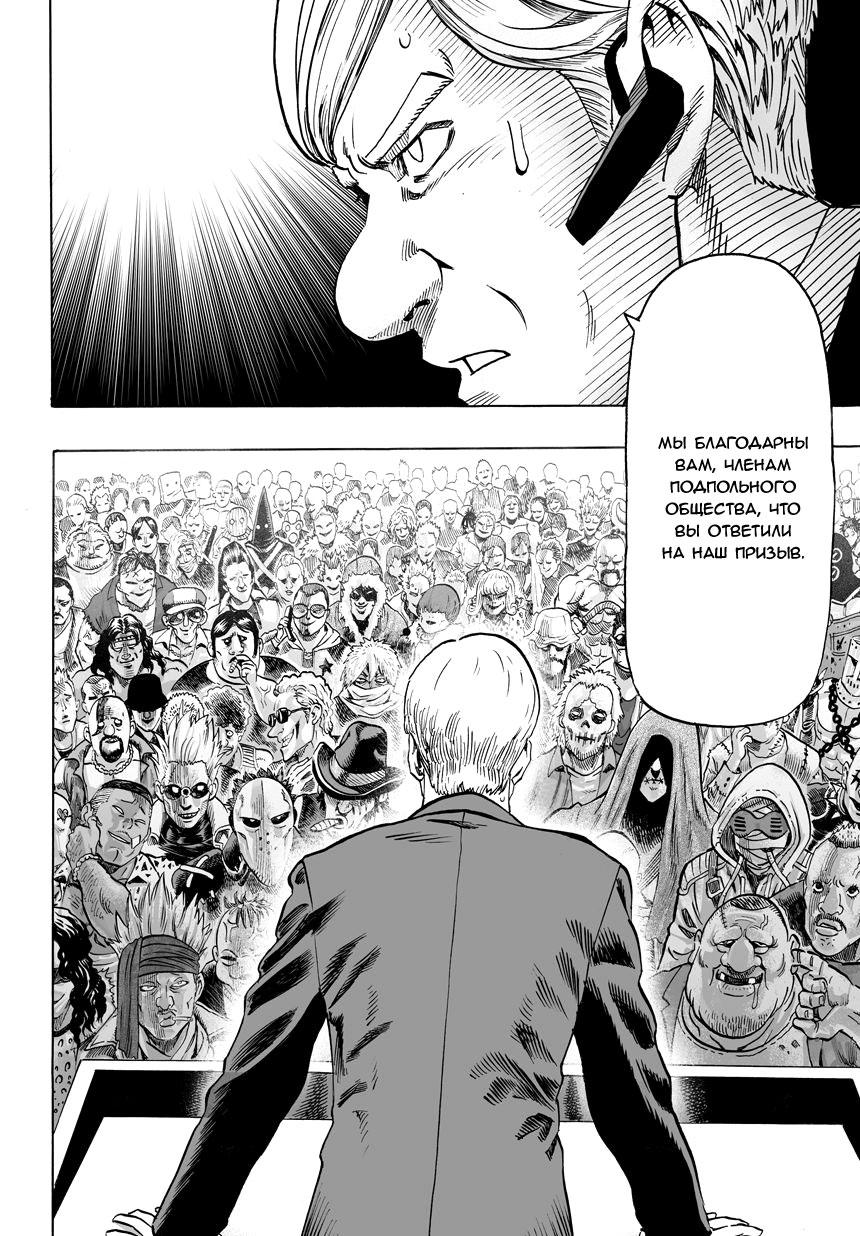 МЫ БЛАГОДАРНЫ
ВАМ, ЧЛЕНАМ
ПОДПОЛЬНОГО
ОБЩЕСТВА, ЧТО
ВЫ ОТВЕТИЛИ
НА НАШ ПРИЗЫВ.